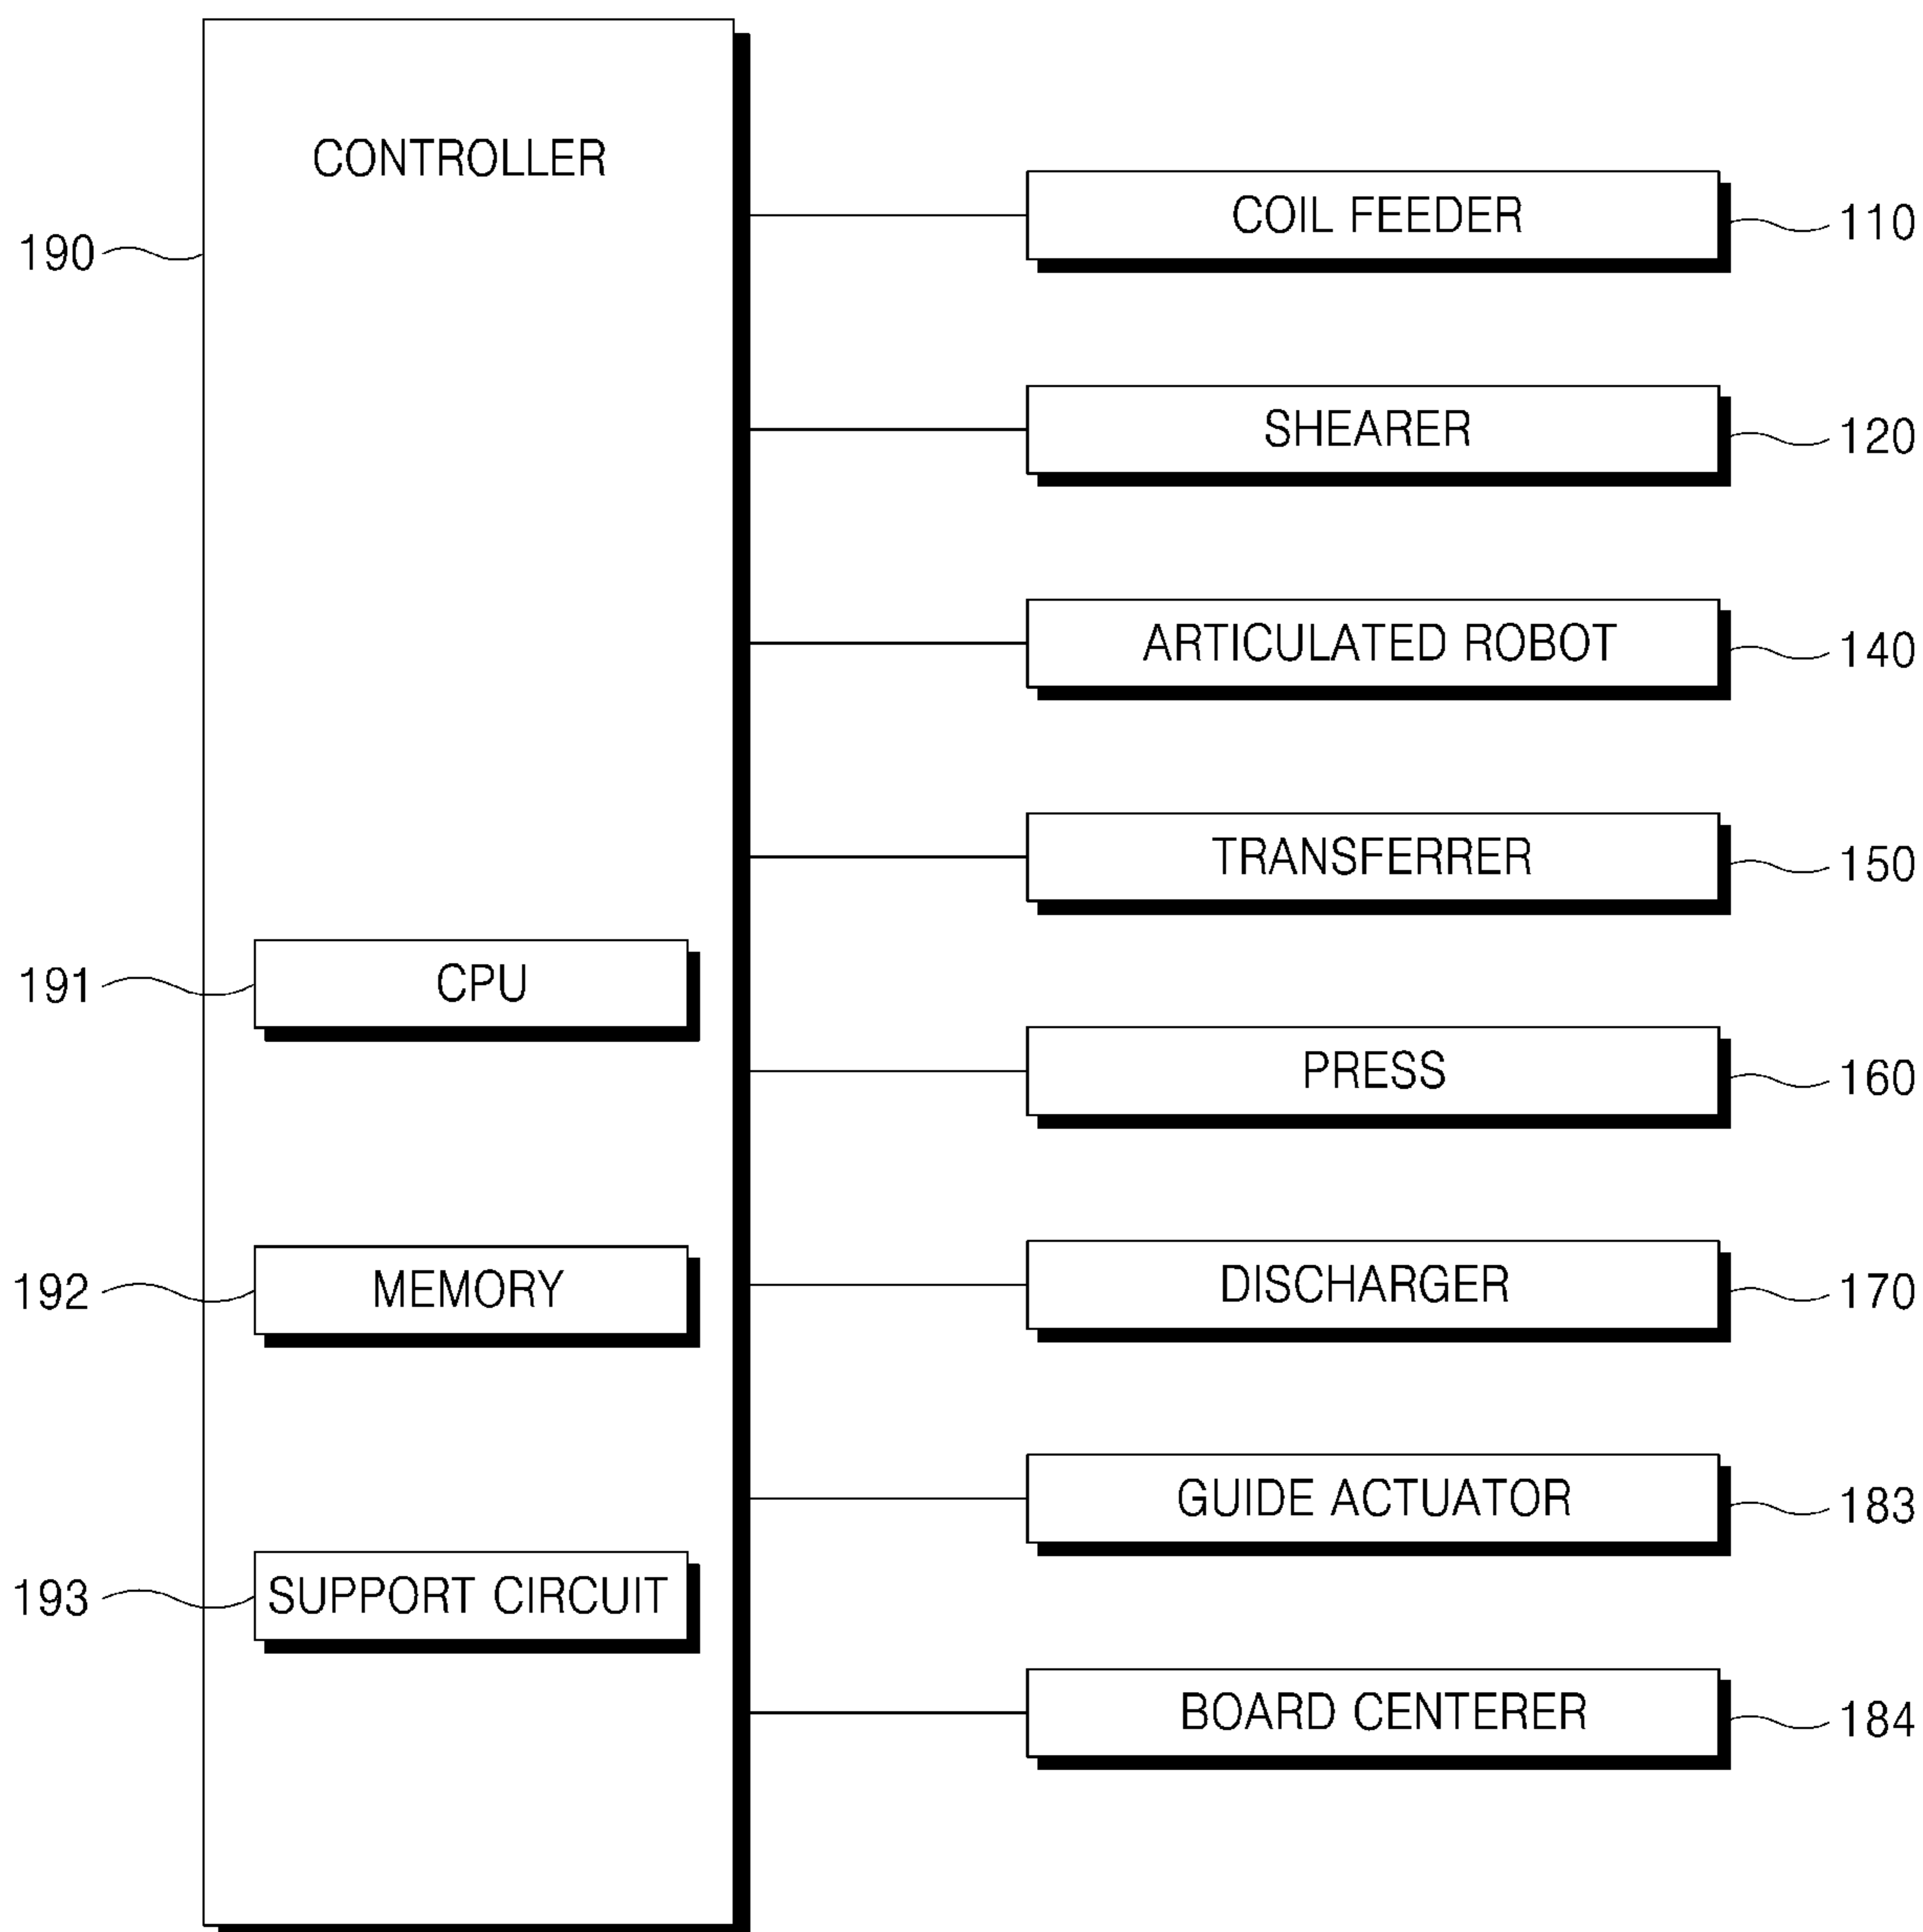 CONTROLLER
190
CPU
191
MEMORY
192
SUPPORT CIRCUIT
193
COIL FEEDER
110
SHEARER
120
ARTICULATED ROBOT
140
TRANSFERRER
150
PRESS
160
DISCHARGER
170
GUIDE ACTUATOR
183
BOARD CENTERER
184